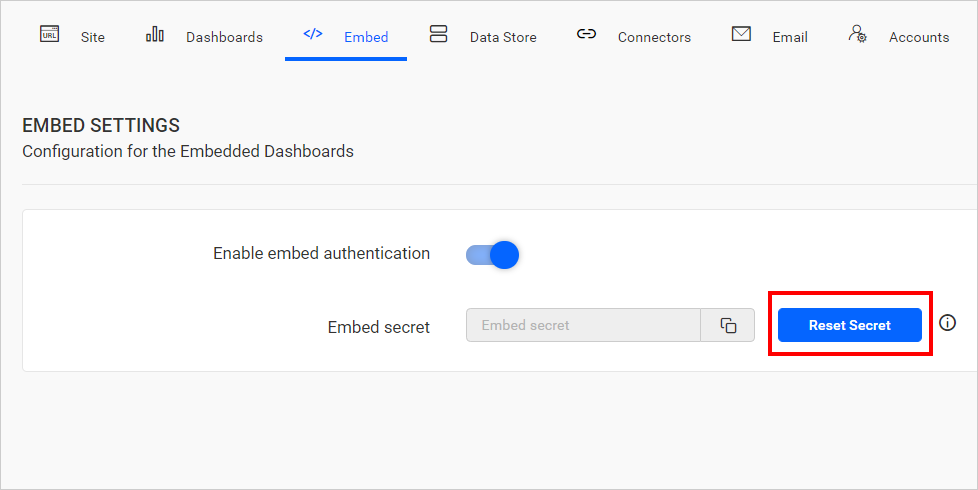 URL Site Dashboards </> Embed Data Store Connectors Email Accounts
EMBED SETTINGS
Configuration for the Embedded Dashboards
Enable embed authentication
Embed secret Embed secret Reset Secret